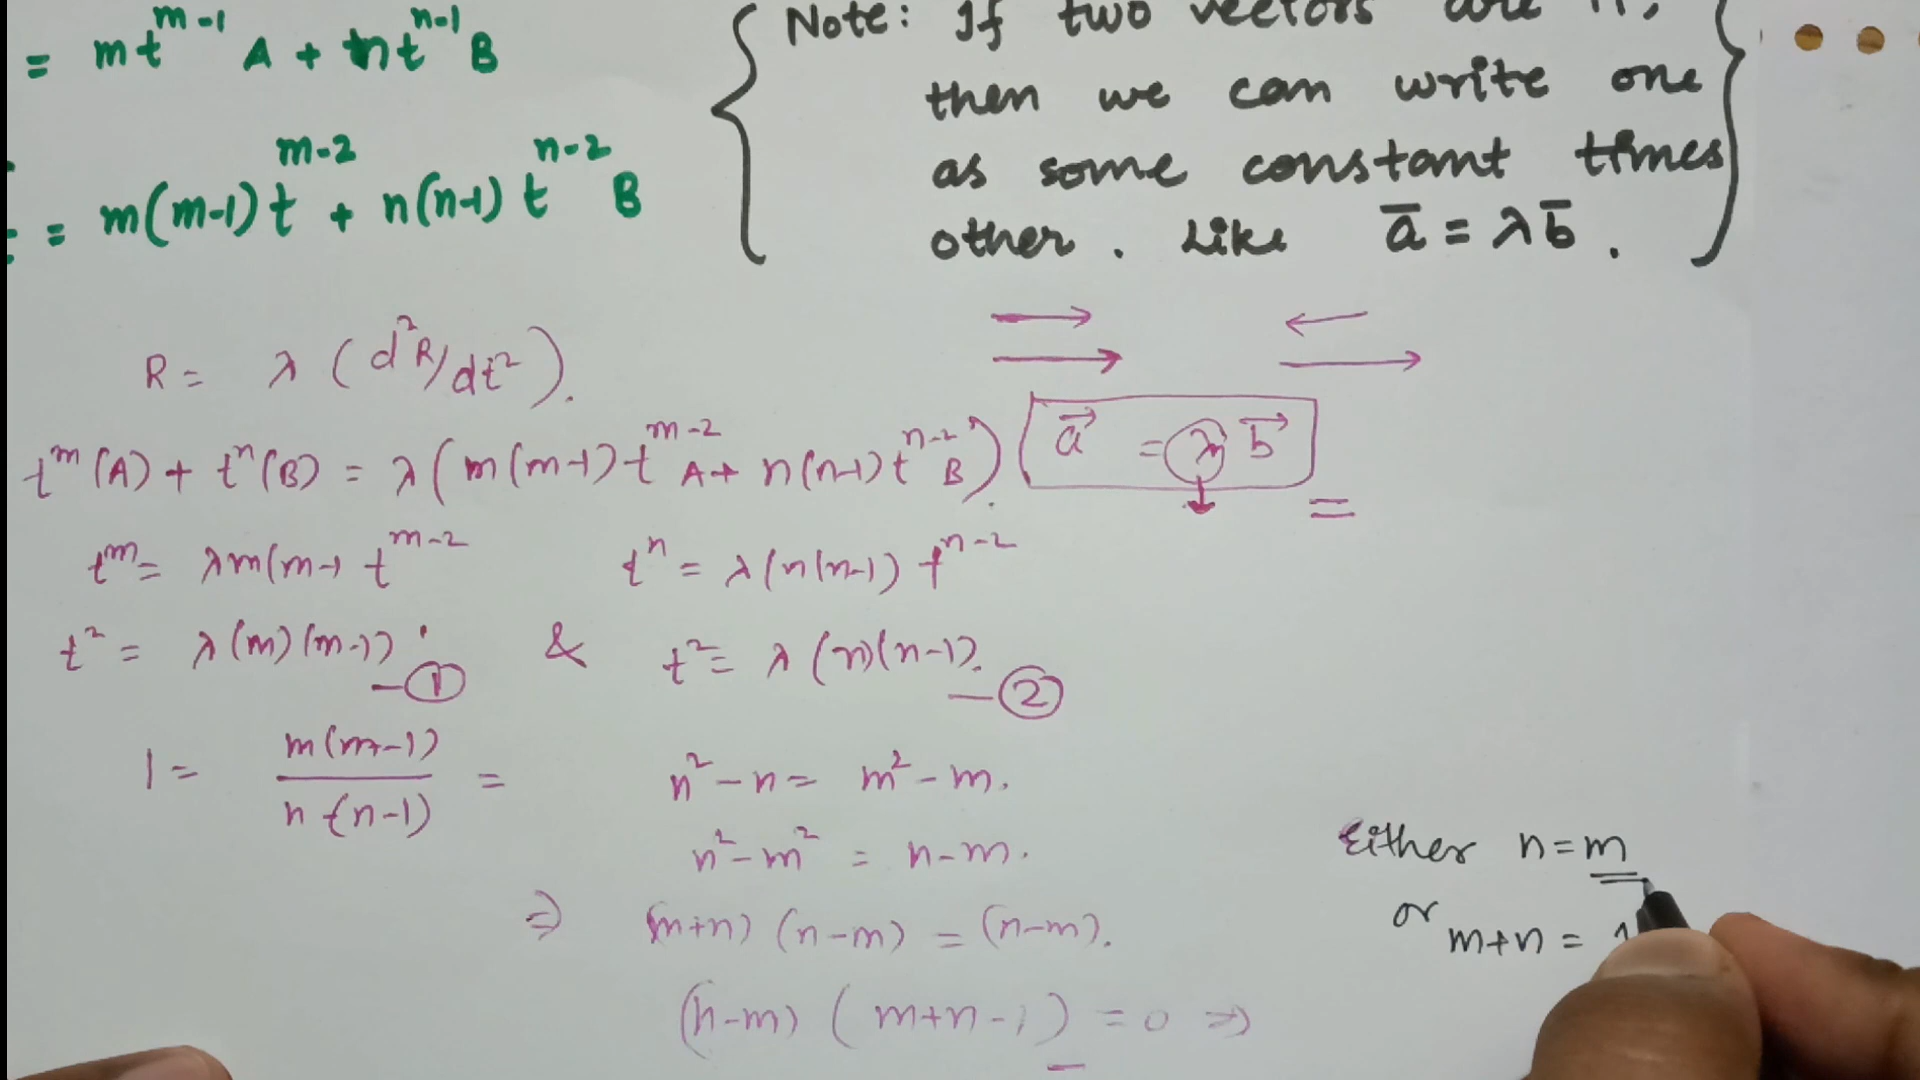 = mt^{m-1} A + nt^{n-1} B
= m(m-1)t^{m-2} + n(n-1) t^{n-2} B
Note: If two vectors are 11,
then we can write one
as some constant times
other. Like a̅ = λb̅.
R = λ (d²R/dt²).
t^m (A) + t^n (B) = λ(m(m-1)t^{m-2} A + n(n-1)t^{n-2} B).
a⃗ = λ b⃗
=
t^m = λm(m-1 t^{m-2}
t^n = λ(n(n-1) t^{n-2}
t² = λ(m)(m-1) -①
& t² = λ(n)(n-1). -②
1 = m(m-1) / n(n-1) =
n²-n = m²-m.
n²-m² = n-m.
⇒ (m+n) (n-m) = (n-m).
(n-m) (m+n-1) = 0 ⇒
Either n=m
or m+n =